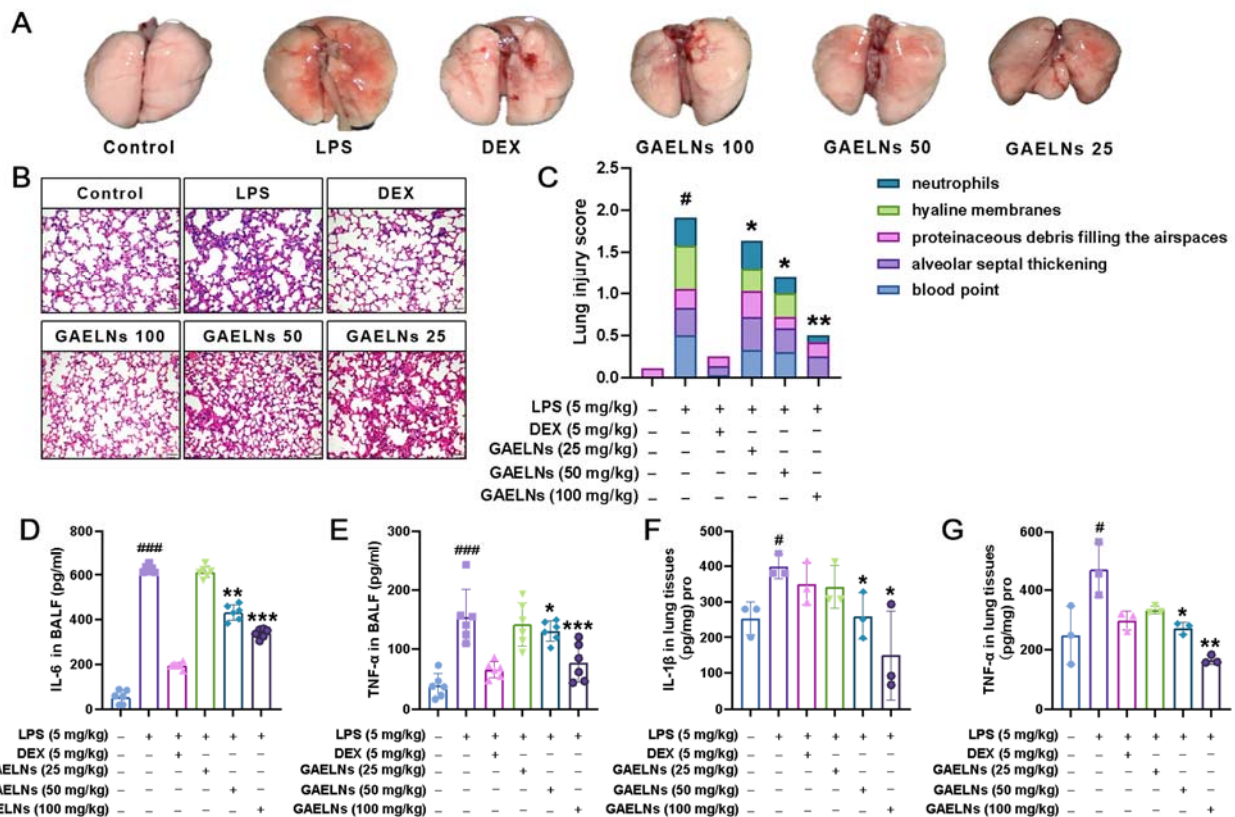 A
Control LPS DEX GAELNs 100 GAELNs 50 GAELNs 25
B
Control LPS DEX
GAELNs 100 GAELNs 50 GAELNs 25
C
Lung injury score
2.5
2.0
1.5
1.0
0.5
0.0
# * * **
neutrophils
hyaline membranes
proteinaceous debris filling the airspaces
alveolar septal thickening
blood point
LPS (5 mg/kg) – + + + + +
DEX (5 mg/kg) – – + – – –
GAELNs (25 mg/kg) – – – + – –
GAELNs (50 mg/kg) – – – – + –
GAELNs (100 mg/kg) – – – – – +
D
IL-6 in BALF (pg/ml)
800
600
400
200
0
### ** ***
LPS (5 mg/kg) – + + + + +
DEX (5 mg/kg) – – + – – –
GAELNs (25 mg/kg) – – – + – –
GAELNs (50 mg/kg) – – – – + –
GAELNs (100 mg/kg) – – – – – +
E
TNF-α in BALF (pg/ml)
300
200
100
0
### * ***
LPS (5 mg/kg) – + + + + +
DEX (5 mg/kg) – – + – – –
GAELNs (25 mg/kg) – – – + – –
GAELNs (50 mg/kg) – – – – + –
GAELNs (100 mg/kg) – – – – – +
F
IL-1β in lung tissues
(pg/mg) pro
500
400
300
200
100
0
# * *
LPS (5 mg/kg) – + + + + +
DEX (5 mg/kg) – – + – – –
GAELNs (25 mg/kg) – – – + – –
GAELNs (50 mg/kg) – – – – + –
GAELNs (100 mg/kg) – – – – – +
G
TNF-α in lung tissues
(pg/mg) pro
600
400
200
0
# * **
LPS (5 mg/kg) – + + + + +
DEX (5 mg/kg) – – + – – –
GAELNs (25 mg/kg) – – – + – –
GAELNs (50 mg/kg) – – – – + –
GAELNs (100 mg/kg) – – – – – +